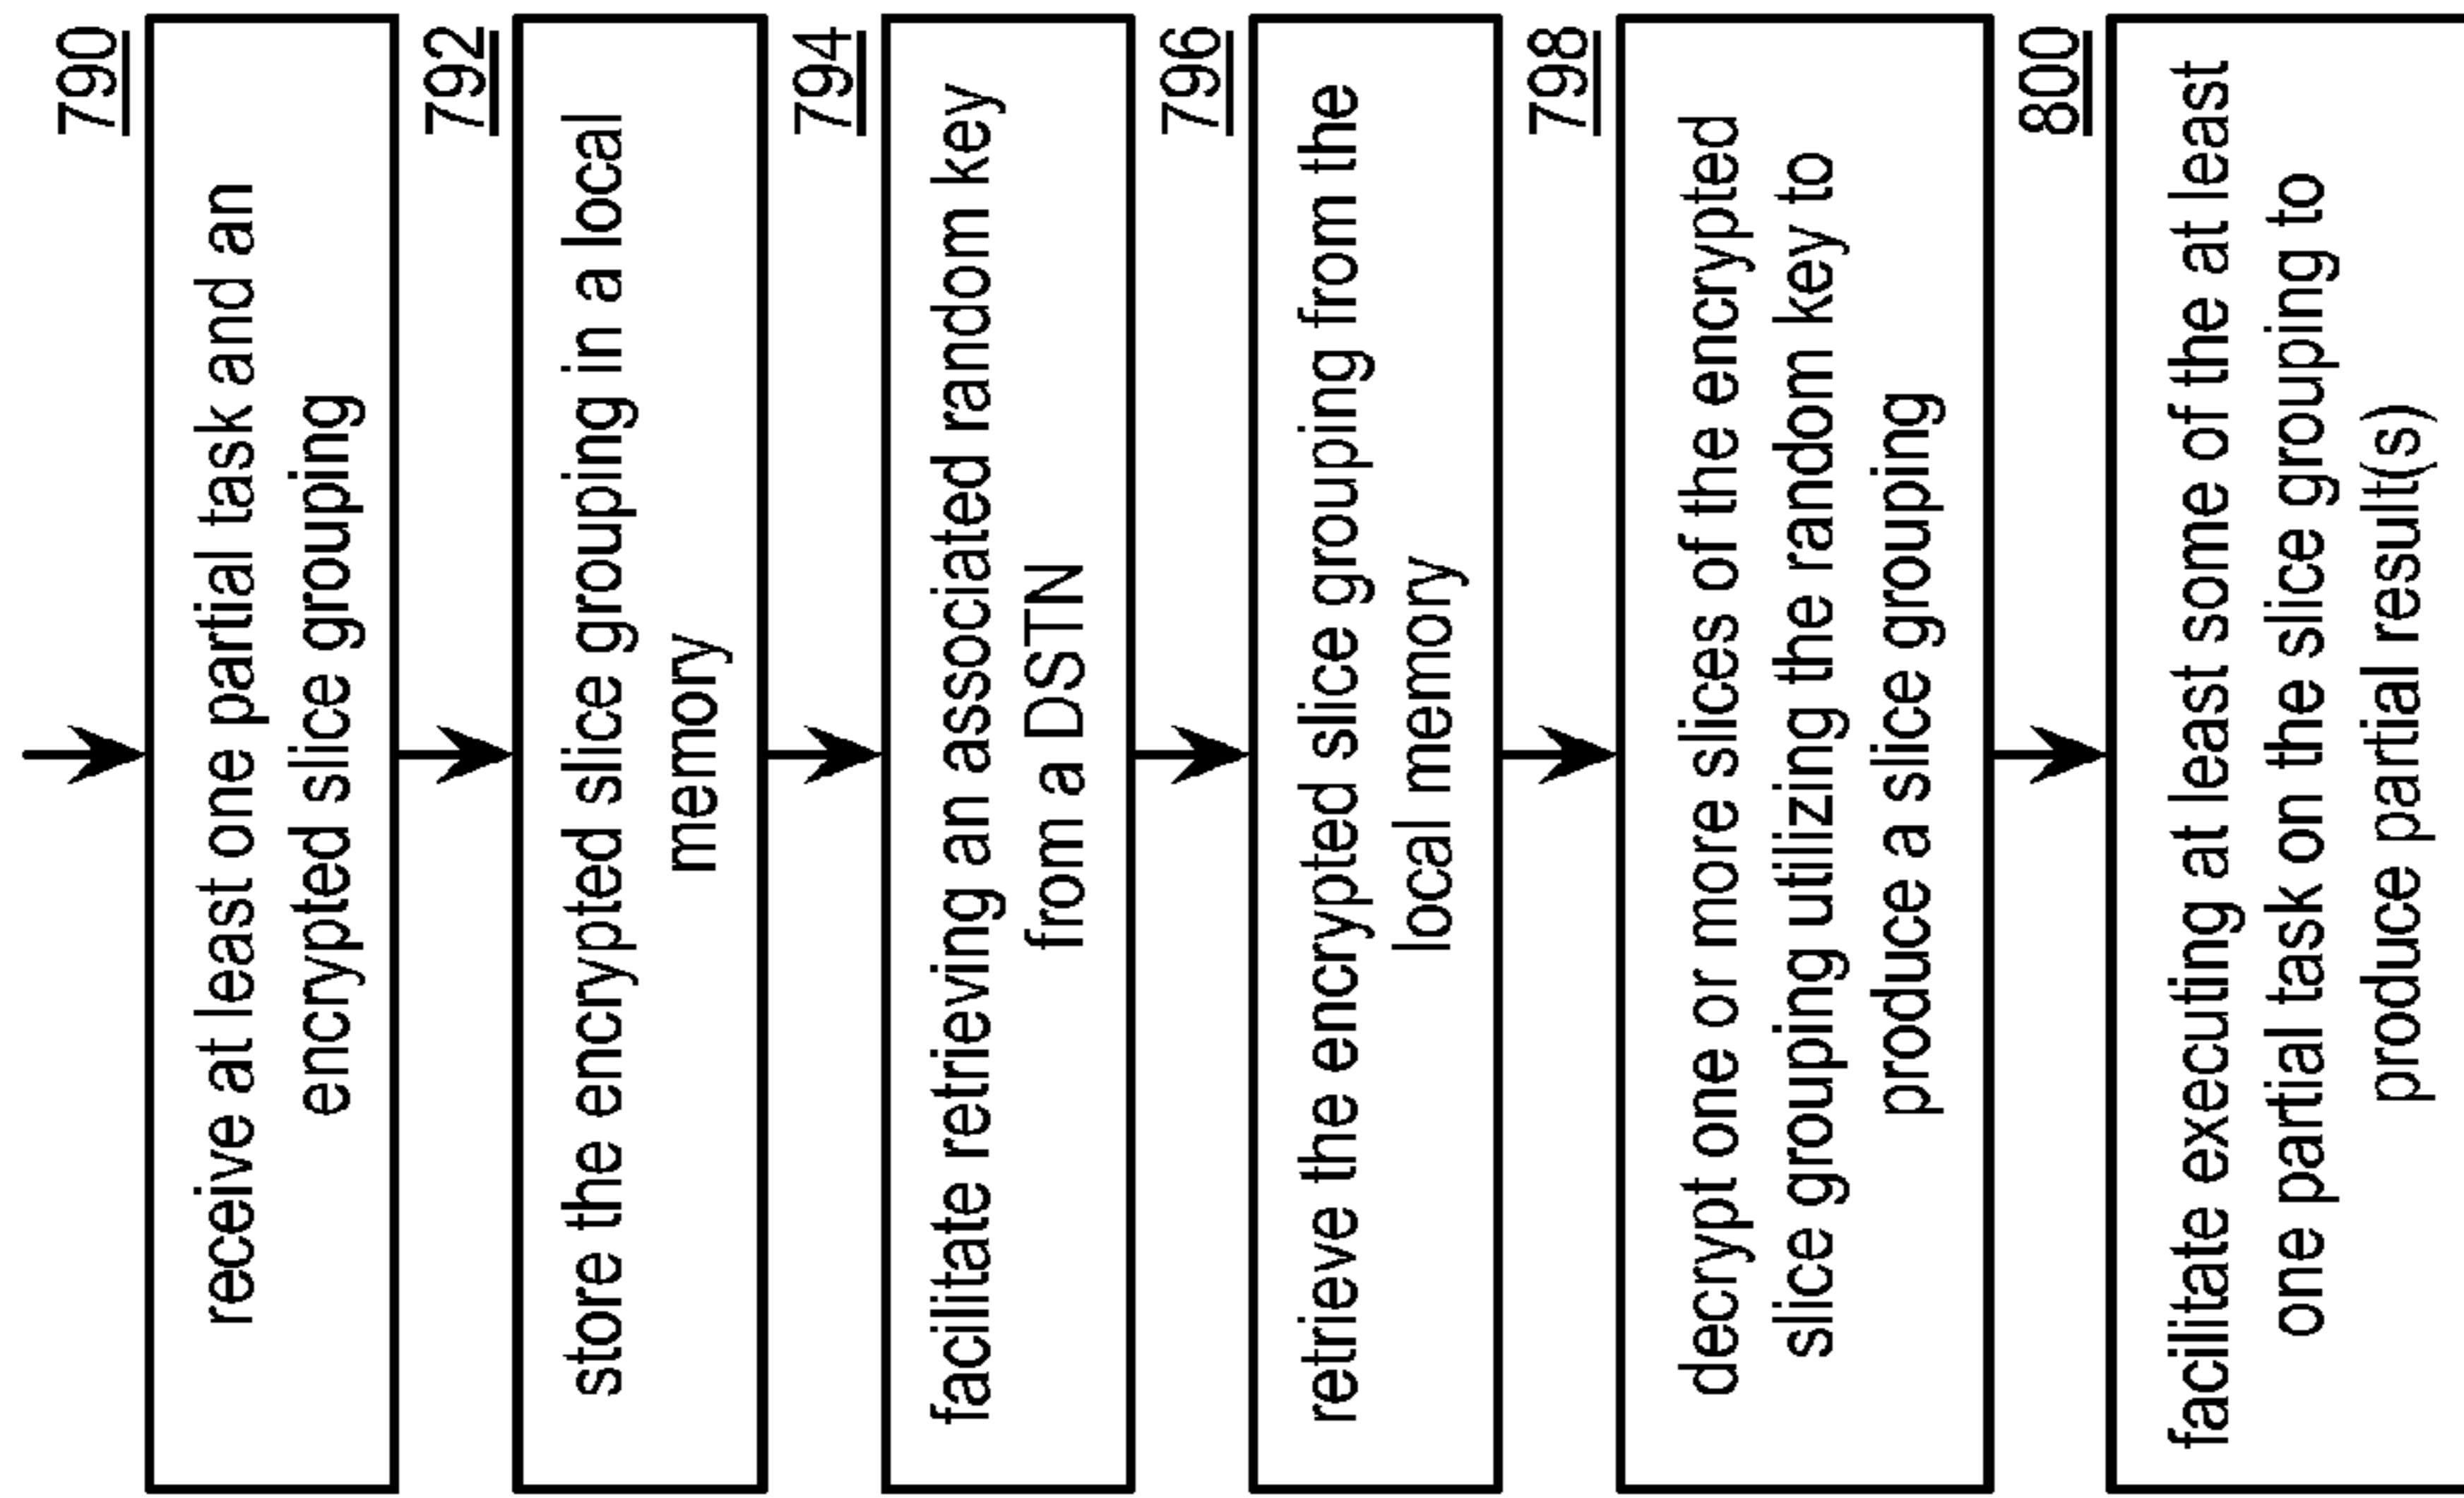 790
receive at least one partial task and an
encrypted slice grouping
792
store the encrypted slice grouping in a local
memory
794
facilitate retrieving an associated random key
from a DSTN
796
retrieve the encrypted slice grouping from the
local memory
798
decrypt one or more slices of the encrypted
slice grouping utilizing the random key to
produce a slice grouping
800
facilitate executing at least some of the at least
one partial task on the slice grouping to
produce partial result(s)